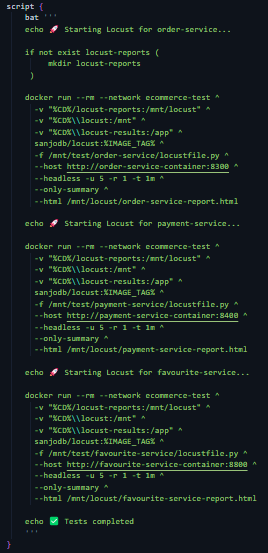 script {
bat '''
echo 🚀 Starting Locust for order-service...
if not exist locust-reports (
mkdir locust-reports
)
docker run --rm --network ecommerce-test ^
-v "%CD%/locust-reports:/mnt/locust" ^
-v "%CD%\\locust:/mnt" ^
-v "%CD%\\locust-results:/app" ^
sanjodb/locust:%IMAGE_TAG% ^
-f /mnt/test/order-service/locustfile.py ^
--host http://order-service-container:8300 ^
--headless -u 5 -r 1 -t 1m ^
--only-summary ^
--html /mnt/locust/order-service-report.html
echo 🚀 Starting Locust for payment-service...
docker run --rm --network ecommerce-test ^
-v "%CD%/locust-reports:/mnt/locust" ^
-v "%CD%\\locust:/mnt" ^
-v "%CD%\\locust-results:/app" ^
sanjodb/locust:%IMAGE_TAG% ^
-f /mnt/test/payment-service/locustfile.py ^
--host http://payment-service-container:8400 ^
--headless -u 5 -r 1 -t 1m ^
--only-summary ^
--html /mnt/locust/payment-service-report.html
echo 🚀 Starting Locust for favourite-service...
docker run --rm --network ecommerce-test ^
-v "%CD%/locust-reports:/mnt/locust" ^
-v "%CD%\\locust:/mnt" ^
-v "%CD%\\locust-results:/app" ^
sanjodb/locust:%IMAGE_TAG% ^
-f /mnt/test/favourite-service/locustfile.py ^
--host http://favourite-service-container:8800 ^
--headless -u 5 -r 1 -t 1m ^
--only-summary ^
--html /mnt/locust/favourite-service-report.html
echo ✅ Tests completed
'''
}